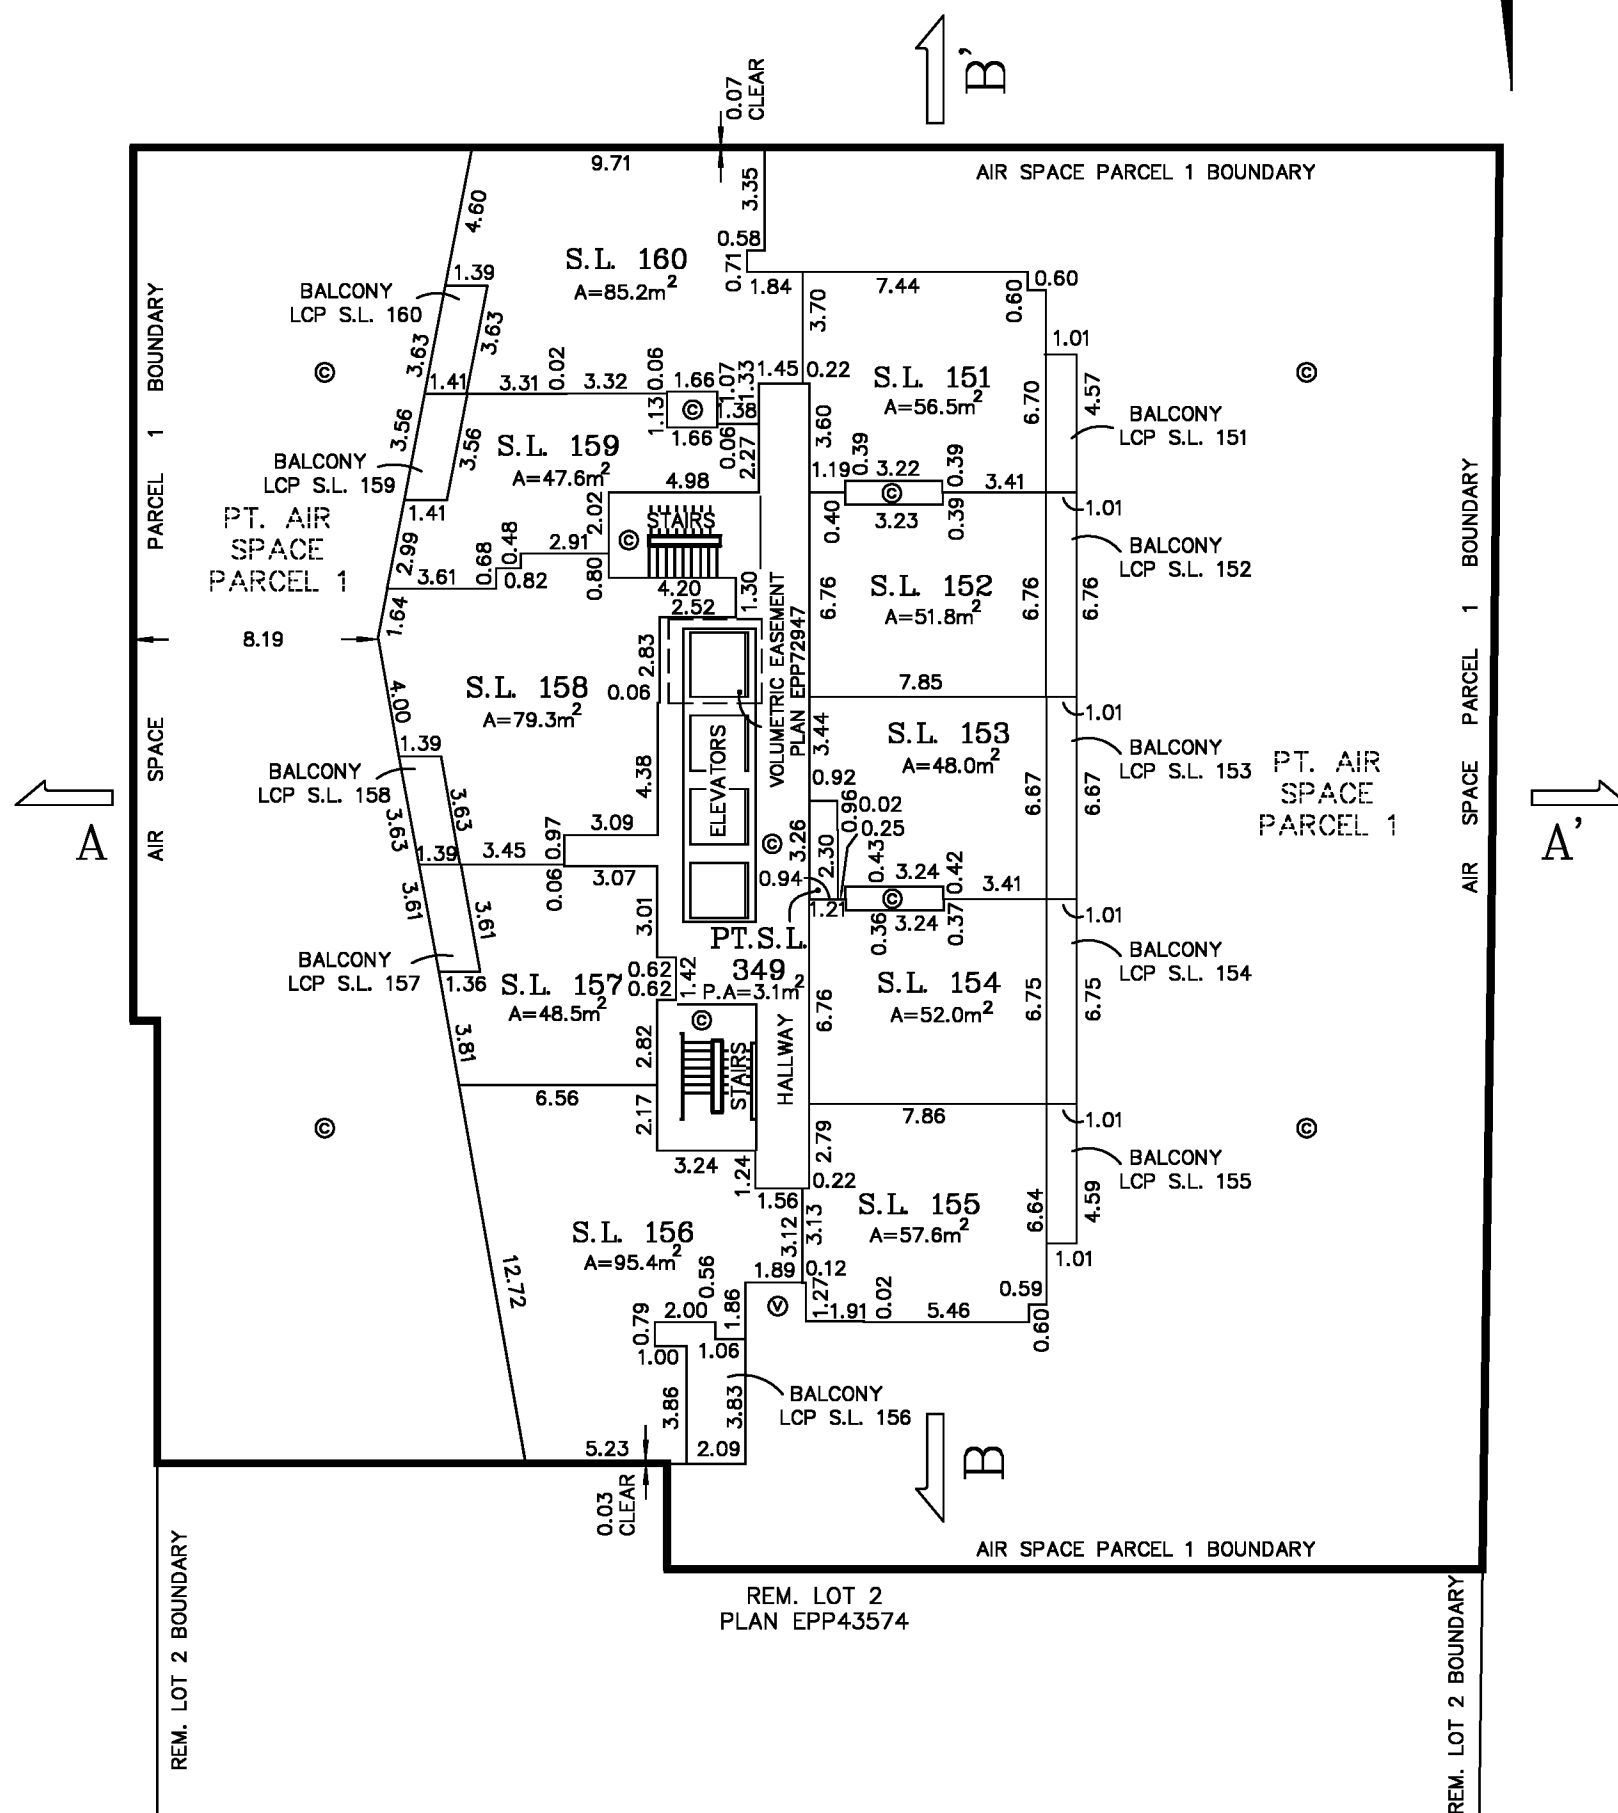 B'
0.07
CLEAR
9.71
3.35
AIR SPACE PARCEL 1 BOUNDARY
4.60
0.58
S.L. 160
A=85.2m²
0.71
1.84
7.44
0.60
0.60
1.39
BALCONY
LCP S.L. 160
3.63
3.63
3.70
1.01
AIR SPACE PARCEL 1 BOUNDARY
©
1.41
3.31
0.02
3.32
0.06
1.66
1.07
1.33
1.45
0.22
S.L. 151
A=56.5m²
6.70
4.57
©
BALCONY
LCP S.L. 151
1.13
©
1.38
1.66
0.06
2.27
3.60
3.56
3.56
S.L. 159
A=47.6m²
BALCONY
LCP S.L. 159
1.41
4.98
1.19
0.39
3.22
0.39
3.41
©
1.01
0.40
3.23
0.39
PT. AIR
SPACE
PARCEL 1
2.99
2.02
©
STAIRS
BALCONY
LCP S.L. 152
3.61
0.68
0.48
0.82
2.91
0.80
4.20
1.30
2.52
1.64
8.19
VOLUMETRIC EASEMENT
PLAN EPP72947
6.76
S.L. 152
A=51.8m²
6.76
6.76
AIR SPACE PARCEL 1 BOUNDARY
2.83
0.06
S.L. 158
A=79.3m²
4.00
7.85
1.01
3.44
S.L. 153
A=48.0m²
BALCONY
LCP S.L. 153
1.39
BALCONY
LCP S.L. 158
3.63
3.63
4.38
ELEVATORS
0.92
0.96
0.02
0.25
6.67
6.67
PT. AIR
SPACE
PARCEL 1
A
A'
3.09
0.97
1.39
3.45
0.06
3.07
©
3.26
2.30
0.43
3.24
0.42
3.41
0.94
1.21
©
1.01
0.36
3.24
0.37
3.61
3.61
3.01
PT.S.L.
349
P.A=3.1m²
BALCONY
LCP S.L. 154
BALCONY
LCP S.L. 157
1.36
S.L. 157
A=48.5m²
0.62
0.62
1.42
S.L. 154
A=52.0m²
6.76
6.75
6.75
©
STAIRS
HALLWAY
3.81
2.82
6.56
2.17
7.86
1.01
©
©
2.79
BALCONY
LCP S.L. 155
3.24
1.24
0.22
1.56
S.L. 155
A=57.6m²
6.64
4.59
S.L. 156
A=95.4m²
3.12
3.13
1.01
12.72
0.56
1.89
0.12
Ⓥ
1.27
1.91
0.02
5.46
0.59
0.60
2.00
0.79
1.86
1.00
1.06
3.86
3.83
BALCONY
LCP S.L. 156
5.23
2.09
B
0.03
CLEAR
AIR SPACE PARCEL 1 BOUNDARY
REM. LOT 2
PLAN EPP43574
REM. LOT 2 BOUNDARY
REM. LOT 2 BOUNDARY